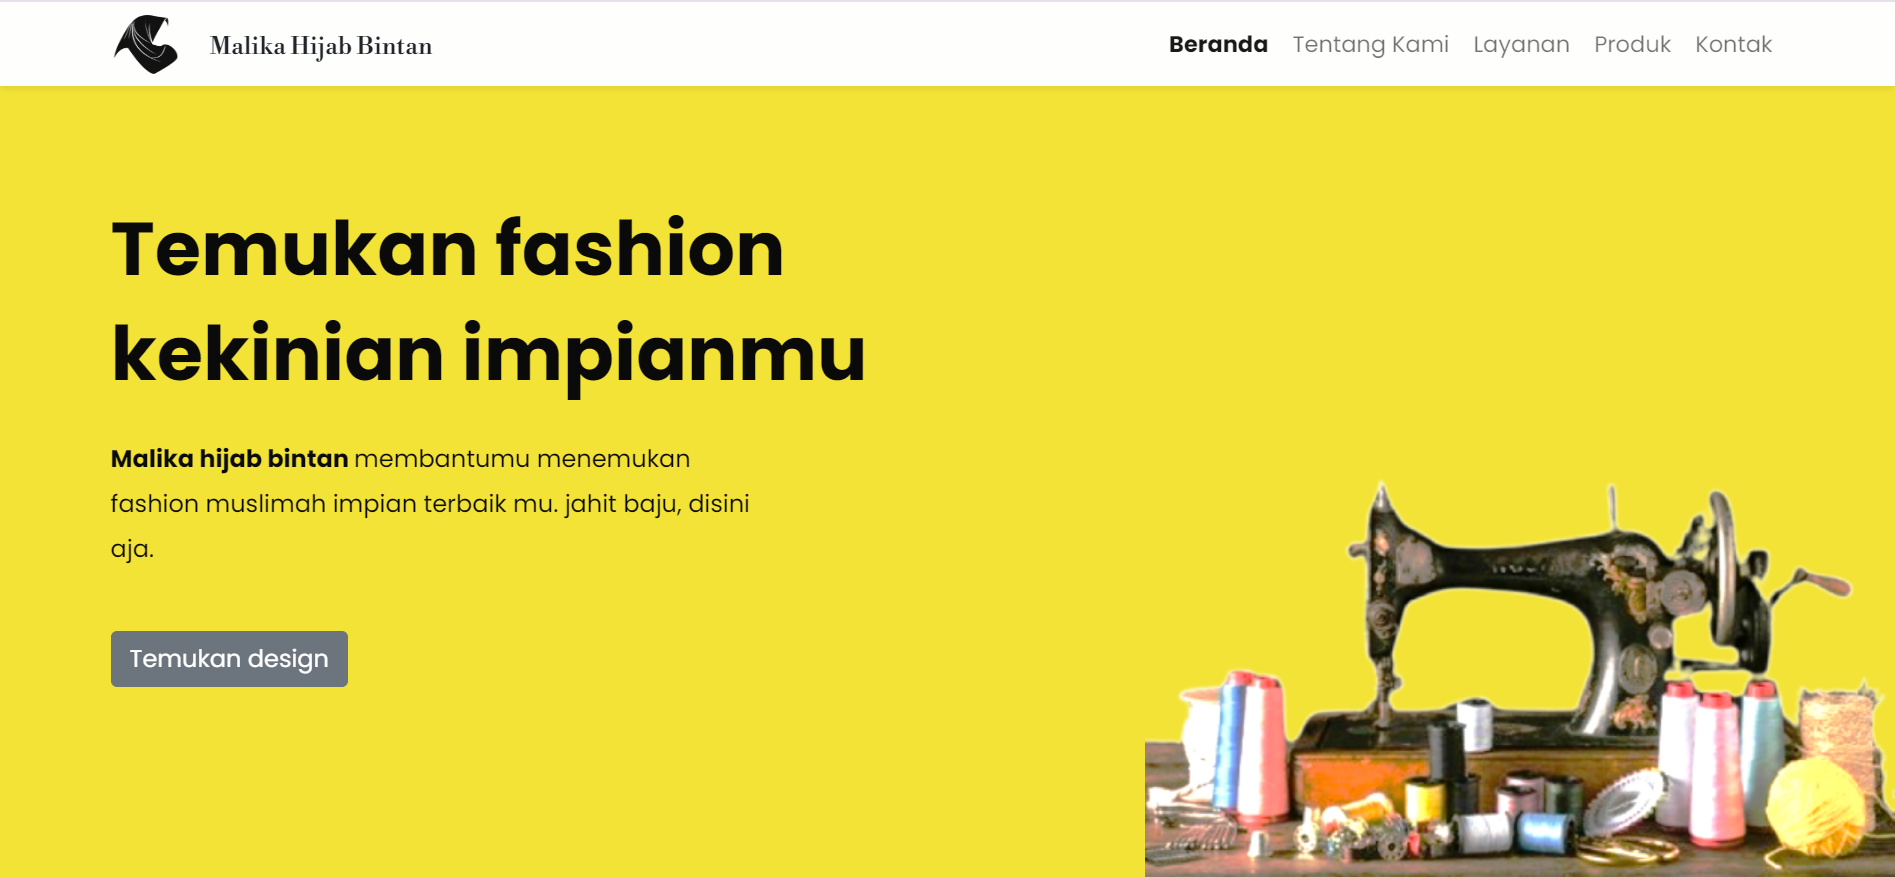 Malika Hijab Bintan
Beranda Tentang Kami Layanan Produk Kontak
Temukan fashion
kekinian impianmu
Malika hijab bintan membantumu menemukan
fashion muslimah impian terbaik mu. jahit baju, disini
aja.
Temukan design